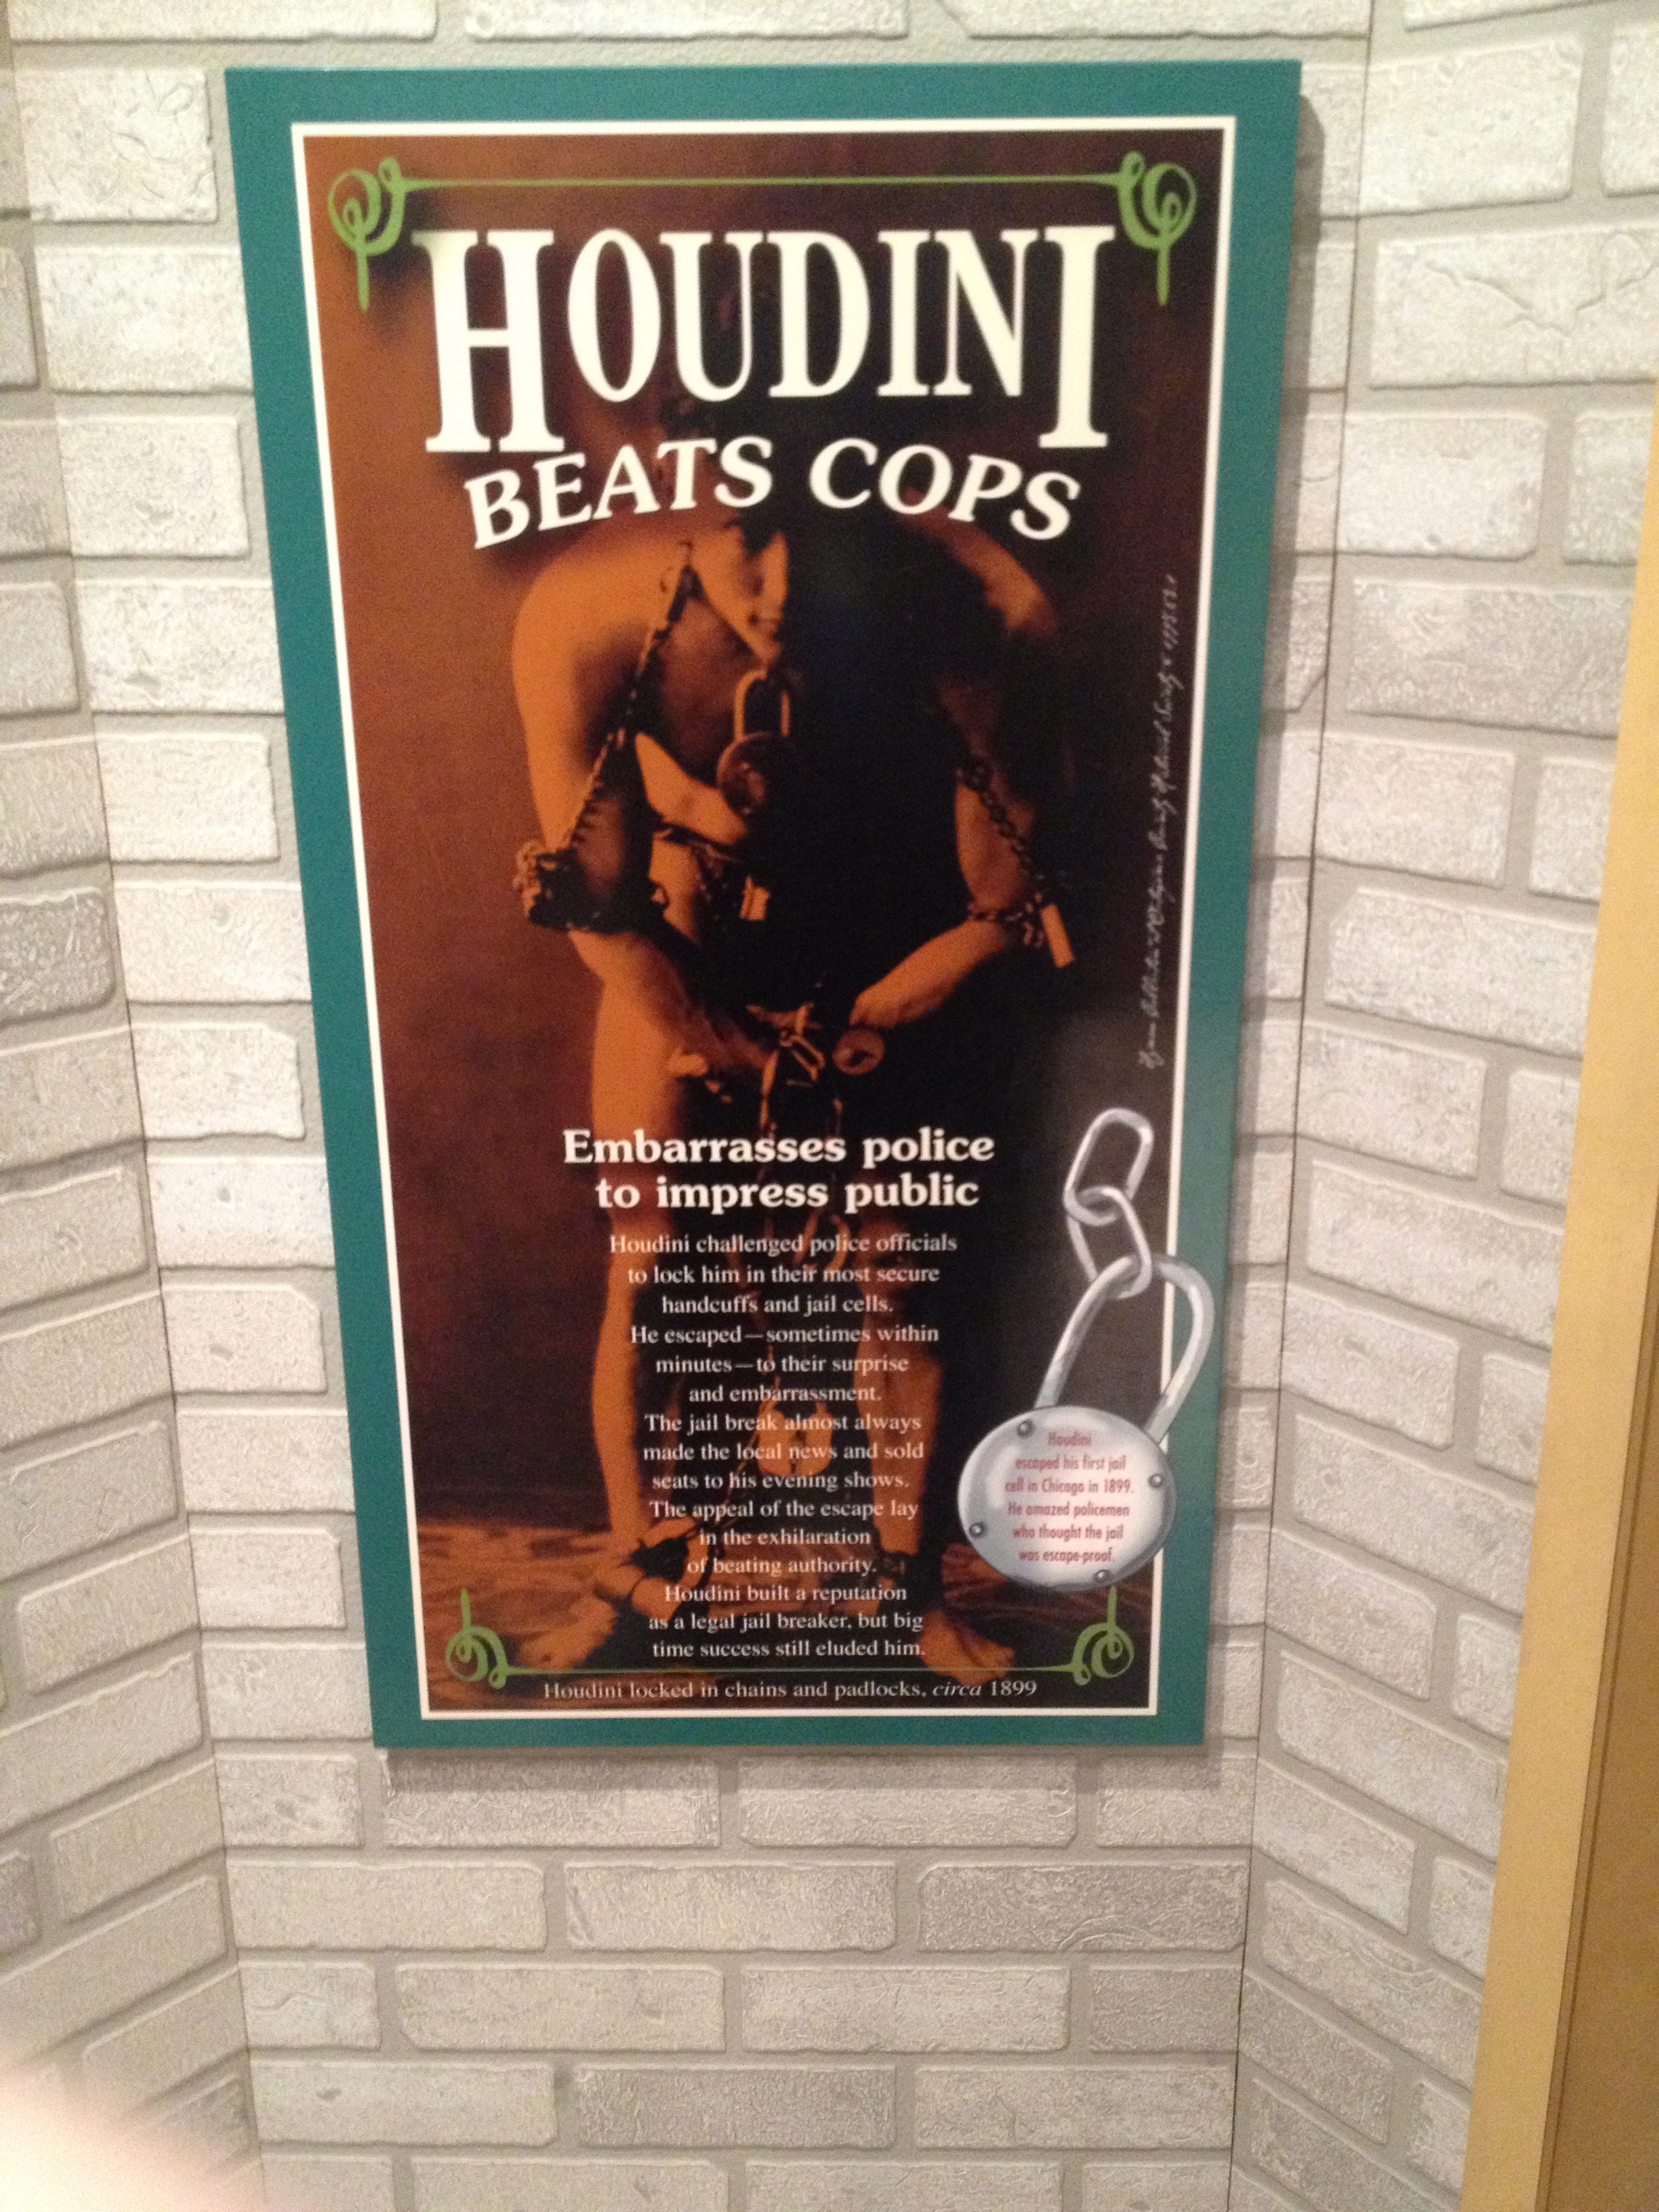 HOUDINI
BEATS COPS
Embarrasses police
to impress public
Houdini challenged police officials
to lock him in their most secure
handcuffs and jail cells.
He escaped—sometimes within
minutes—to their surprise
and embarrassment.
The jail break almost always
made the local news and sold
seats to his evening shows.
The appeal of the escape lay
in the exhilaration
of beating authority.
Houdini built a reputation
as a legal jail breaker, but big
time success still eluded him.
Houdini locked in chains and padlocks, circa 1899
Houdini
escaped his first jail
cell in Chicago in 1899.
He amazed policemen
who thought the jail
was escape-proof.